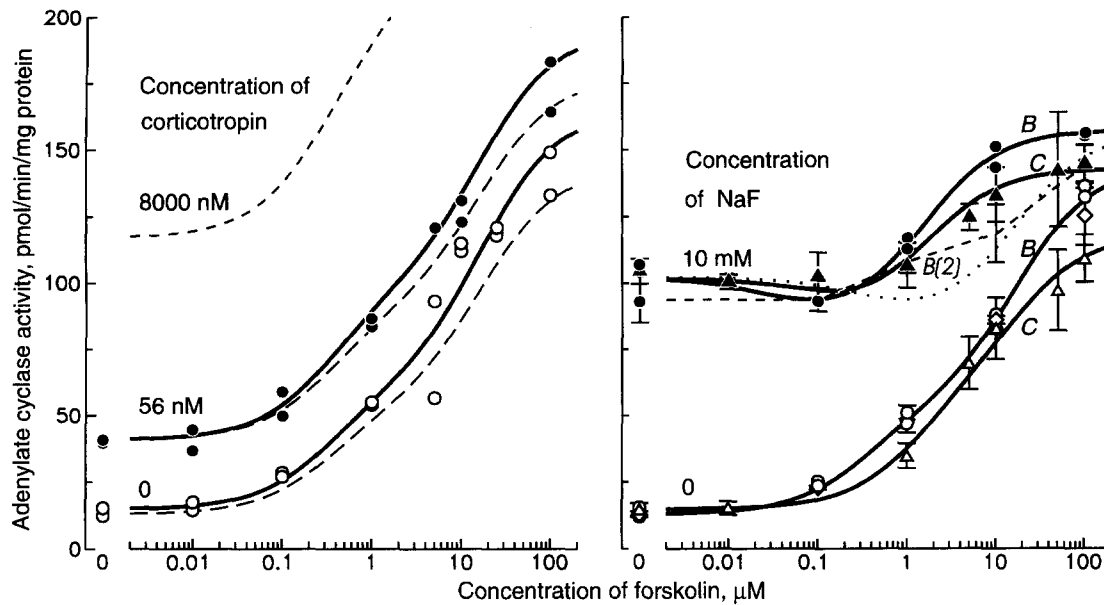 Adenylate cyclase activity, pmol/min/mg protein
200
150
100
50
0
Concentration of
corticotropin
8000 nM
56 nM
0
0 0.01 0.1 1 10 100
Concentration
of NaF
10 mM
0
B
C
B(2)
B
C
0 0.01 0.1 1 10 100
Concentration of forskolin, μM